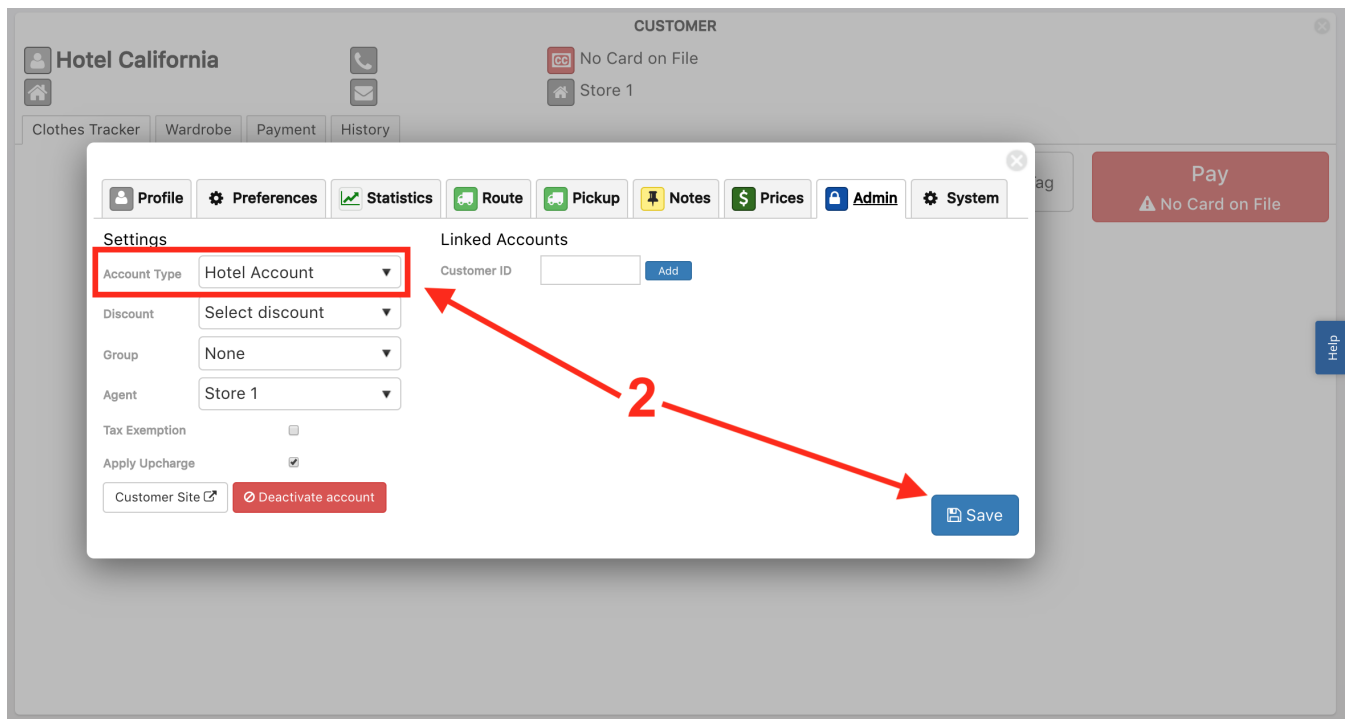 CUSTOMER
Hotel California
CC No Card on File
Store 1
Clothes Tracker Wardrobe Payment History
Pay
No Card on File
Profile Preferences Statistics Route Pickup Notes $ Prices Admin System
Settings Linked Accounts
Account Type Hotel Account Customer ID Add
Discount Select discount
Group None
Agent Store 1
Tax Exemption
Apply Upcharge
Customer Site Deactivate account
2
Save
Help